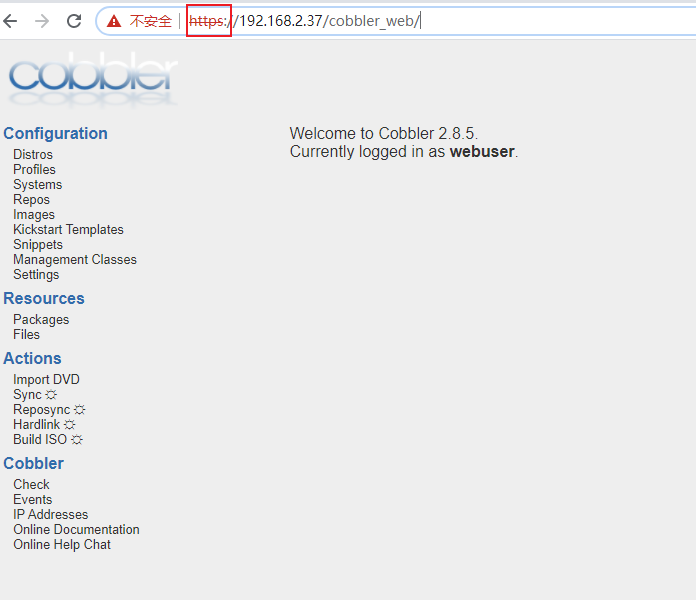 不安全 https://192.168.2.37/cobbler_web/
cobbler
Configuration
Distros
Profiles
Systems
Repos
Images
Kickstart Templates
Snippets
Management Classes
Settings
Resources
Packages
Files
Actions
Import DVD
Sync
Reposync
Hardlink
Build ISO
Cobbler
Check
Events
IP Addresses
Online Documentation
Online Help Chat
Welcome to Cobbler 2.8.5.
Currently logged in as webuser.